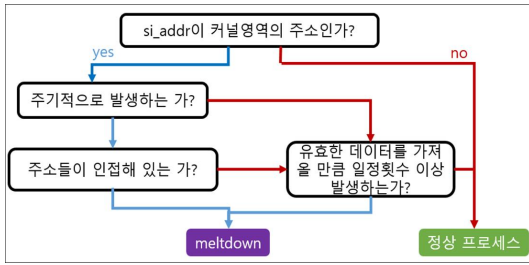 si_addr이 커널영역의 주소인가?
yes
no
주기적으로 발생하는 가?
주소들이 인접해 있는 가?
유효한 데이터를 가져
올 만큼 일정횟수 이상
발생하는가?
meltdown
정상 프로세스